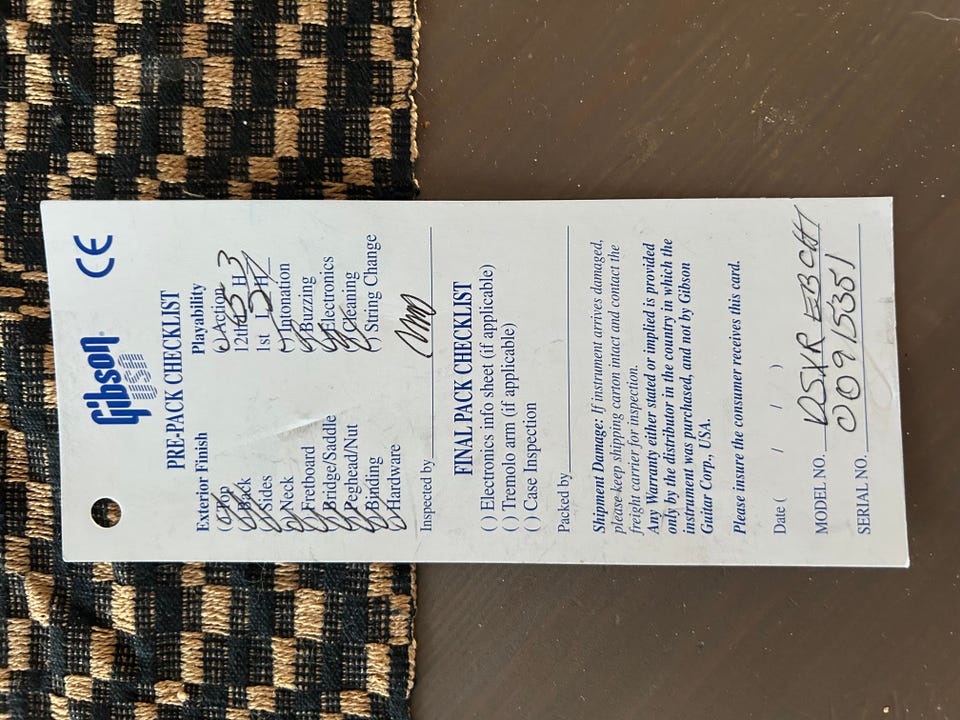 CE
Gibson
USA
PRE-PACK CHECKLIST
Exterior Finish
( ) Top
( ) Back
( ) Sides
( ) Neck
( ) Fretboard
( ) Bridge/Saddle
( ) Peghead/Nut
( ) Binding
( ) Hardware
Playability
( ) Action
12th 5 H 3
1st L H
( ) Intonation
( ) Buzzing
( ) Electronics
( ) Cleaning
( ) String Change
Inspected by
FINAL PACK CHECKLIST
( ) Electronics info sheet (if applicable)
( ) Tremolo arm (if applicable)
( ) Case Inspection
Packed by
Shipment Damage: If instrument arrives damaged,
please keep shipping carton intact and contact the
freight carrier for inspection.
Any Warranty either stated or implied is provided
only by the distributor in the country in which the
instrument was purchased, and not by Gibson
Guitar Corp., USA.
Please insure the consumer receives this card.
Date ( / / )
MODEL NO. DSXR EBCH1
SERIAL NO. 00915351